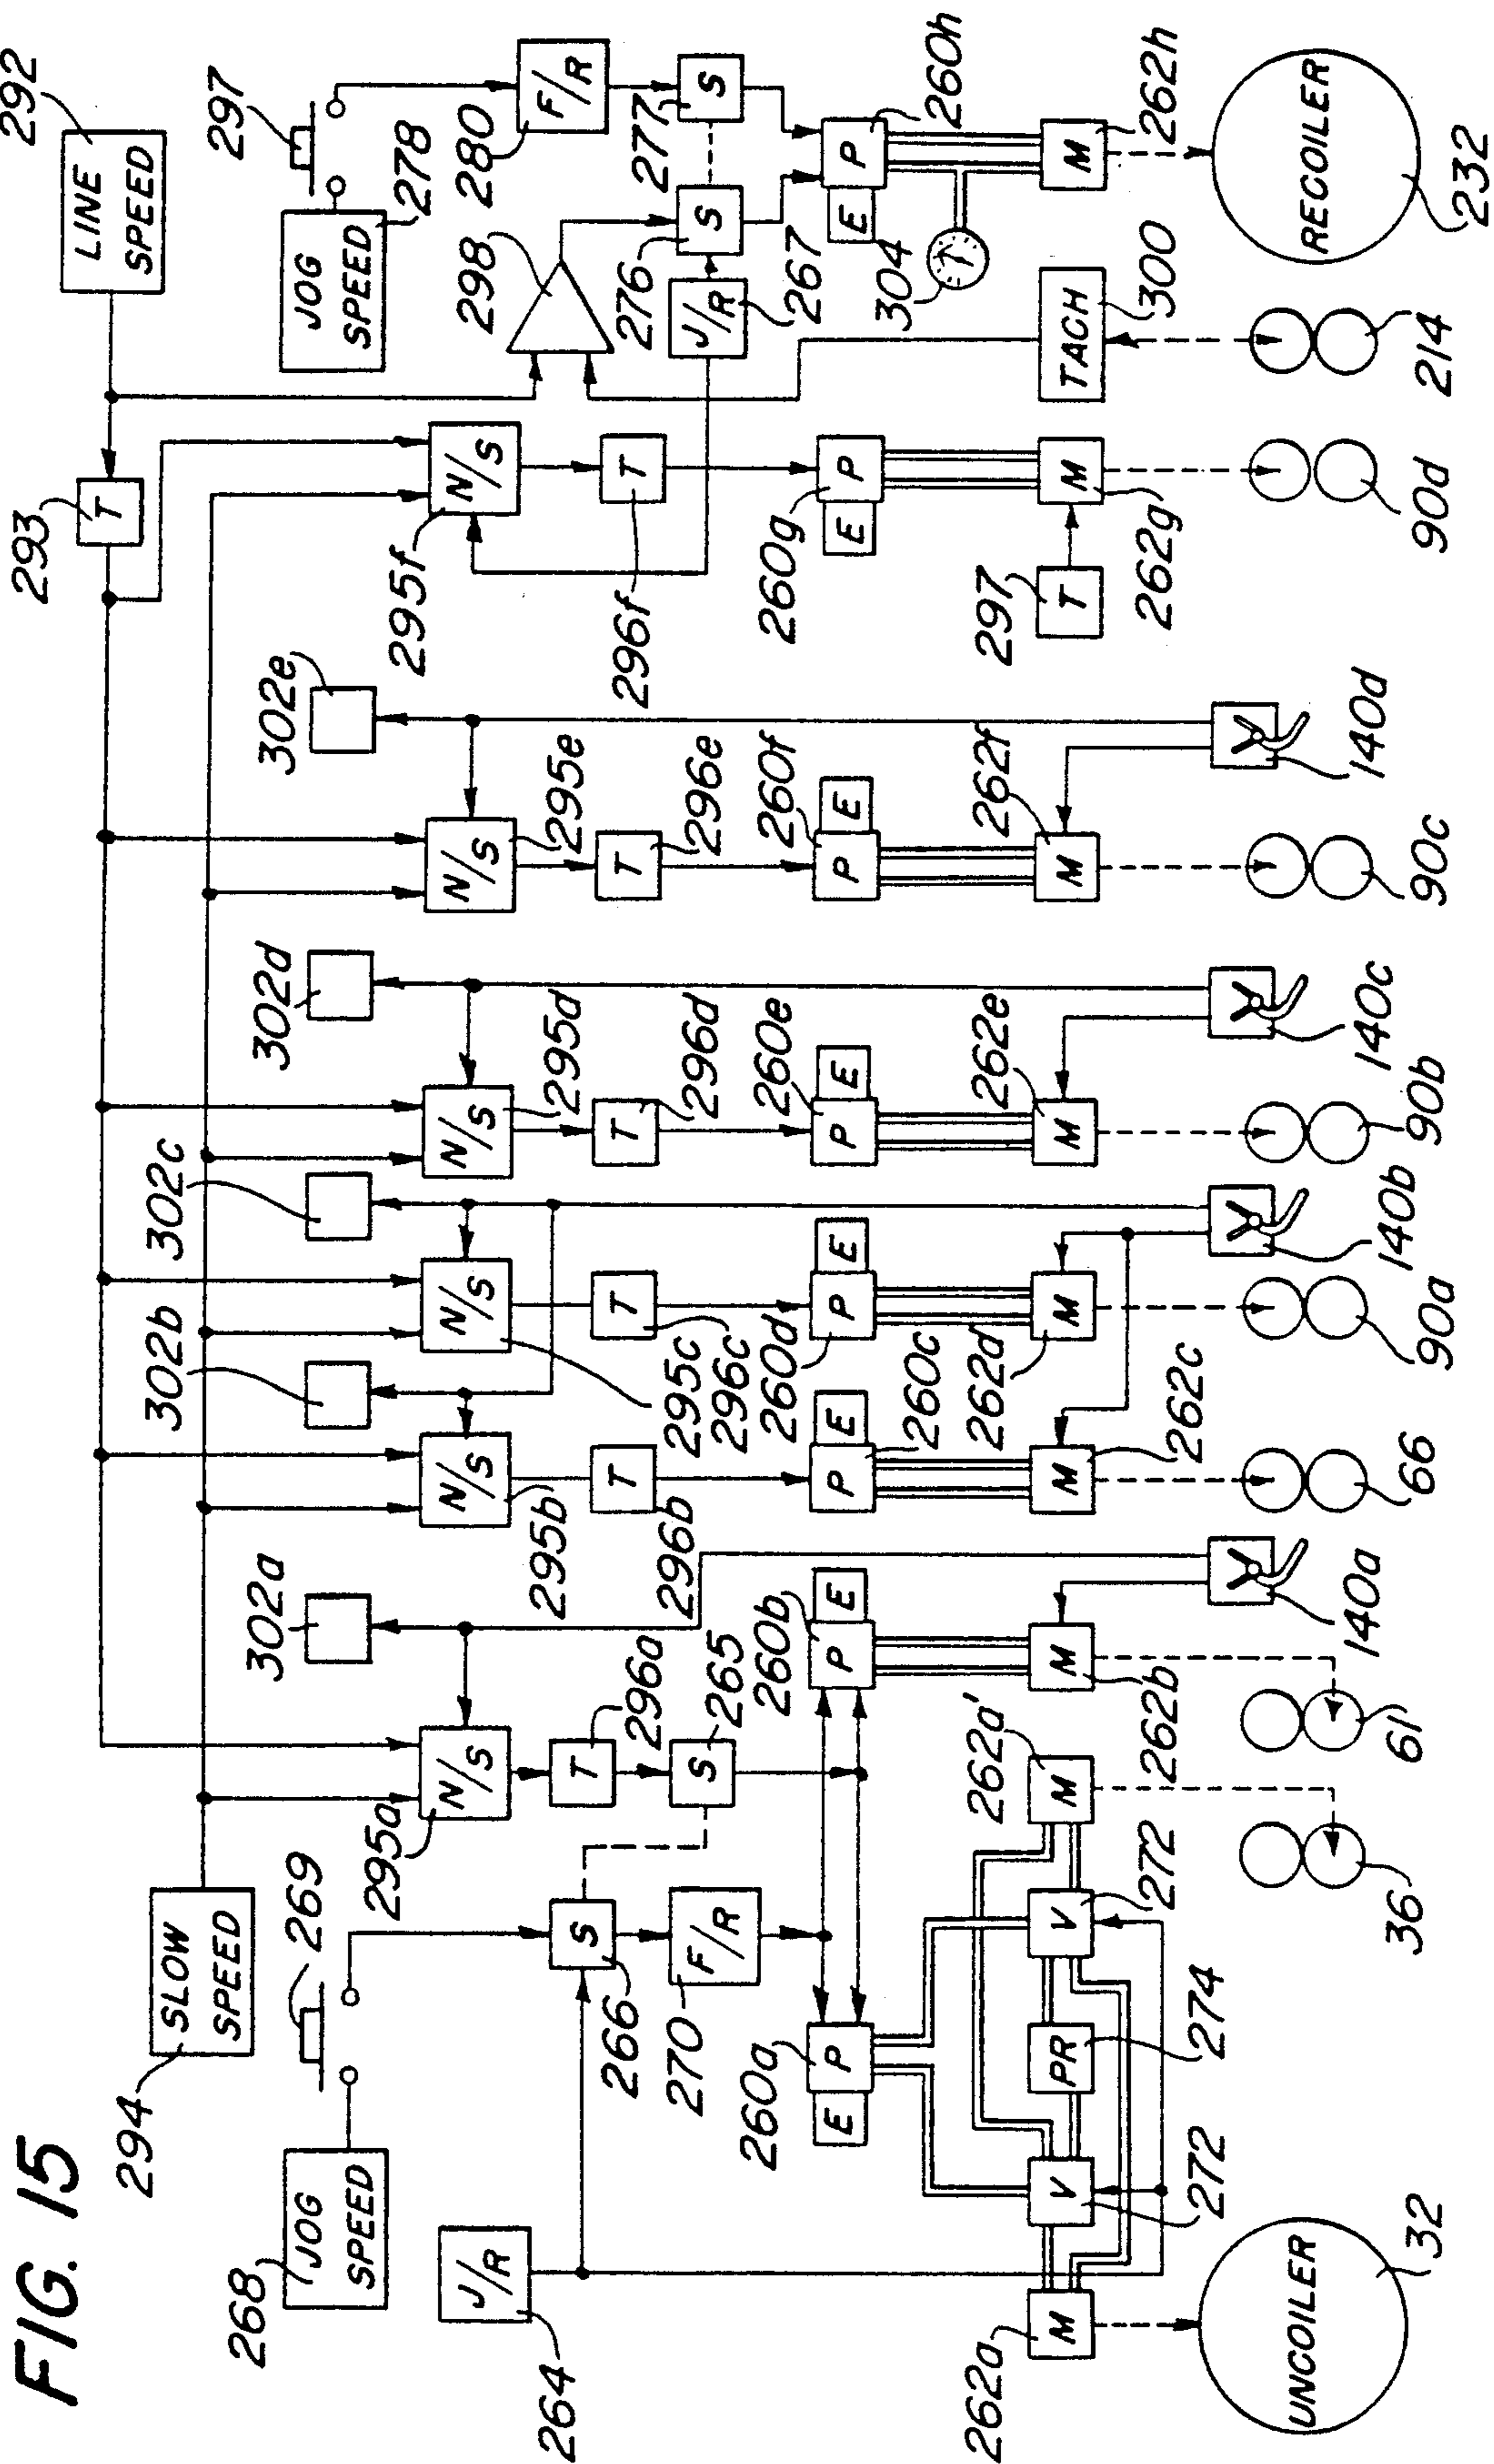 FIG. 15
292
LINE SPEED
293
T
297
JOG SPEED
278
280
F/R
298
S
277
276
S
J/R
267
P
E
260h
304
M
262h
RECOILER
232
TACH
300
214
N/S
295f
T
296f
260g
P
E
M
262g
297
T
90d
302e
N/S
295e
T
296e
260f
P
E
262f
M
140d
90c
302d
N/S
295d
T
296d
260e
P
E
262e
M
140c
90b
302c
N/S
295c
T
296c
260d
P
E
262d
M
140b
90a
302b
N/S
295b
T
296b
P
E
260c
M
262c
66
302a
N/S
295a
T
296a
S
265
260b
P
E
M
262b
140a
61
294
SLOW SPEED
268
JOG SPEED
269
S
266
F/R
270
J/R
264
260a
P
E
262a'
M
V
272
PR
274
V
272
36
262a
M
UNCOILER
32